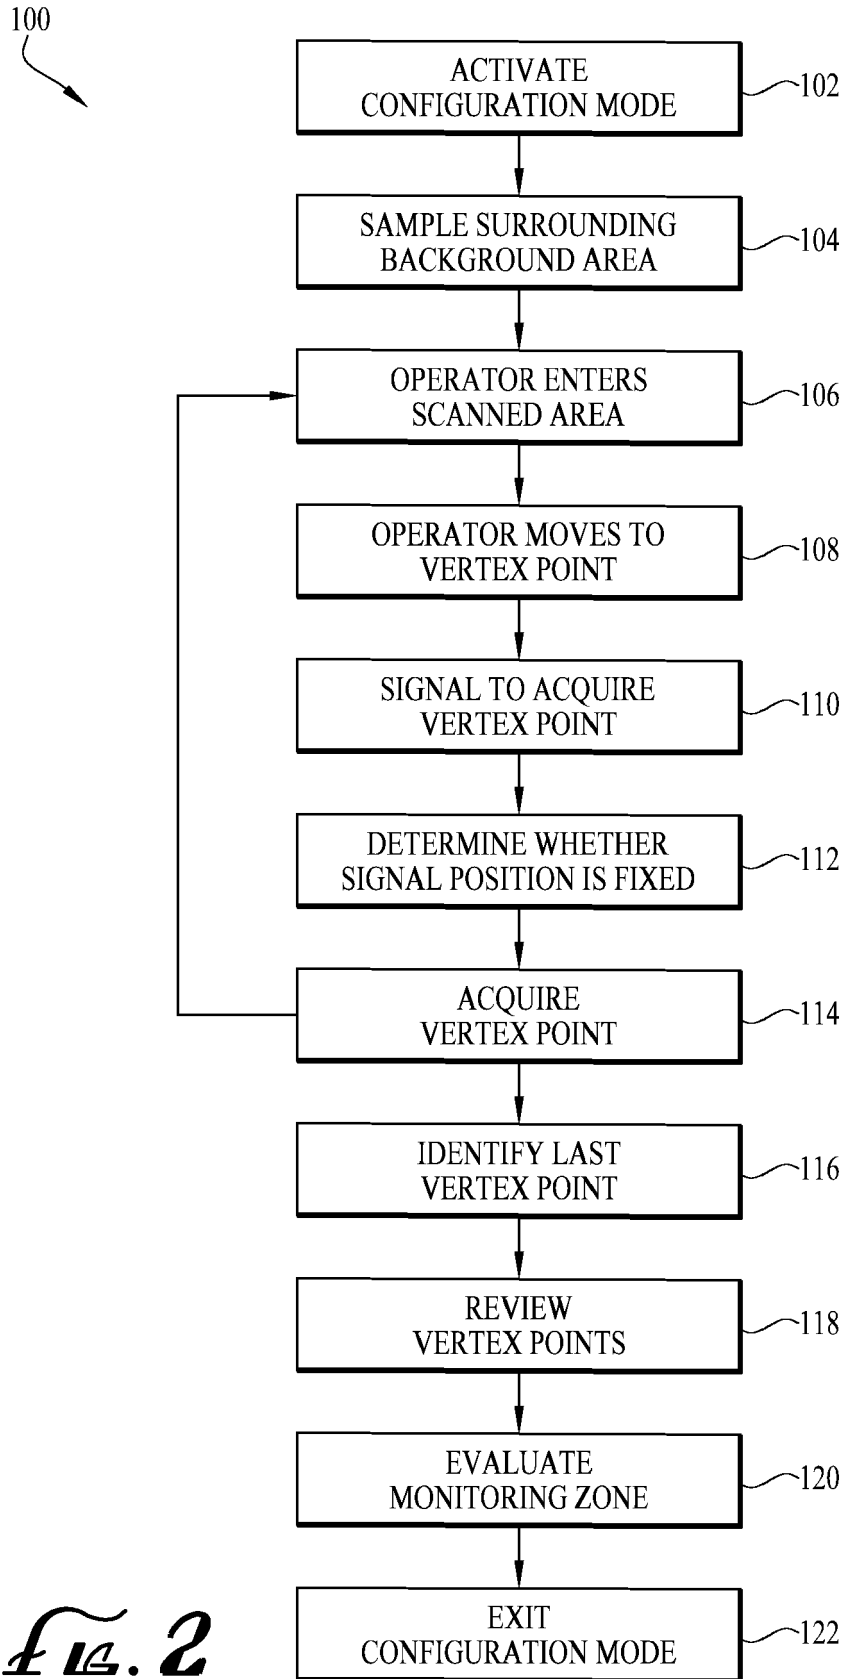 100
ACTIVATE
CONFIGURATION MODE
102
SAMPLE SURROUNDING
BACKGROUND AREA
104
OPERATOR ENTERS
SCANNED AREA
106
OPERATOR MOVES TO
VERTEX POINT
108
SIGNAL TO ACQUIRE
VERTEX POINT
110
DETERMINE WHETHER
SIGNAL POSITION IS FIXED
112
ACQUIRE
VERTEX POINT
114
IDENTIFY LAST
VERTEX POINT
116
REVIEW
VERTEX POINTS
118
EVALUATE
MONITORING ZONE
120
EXIT
CONFIGURATION MODE
122
FIG. 2